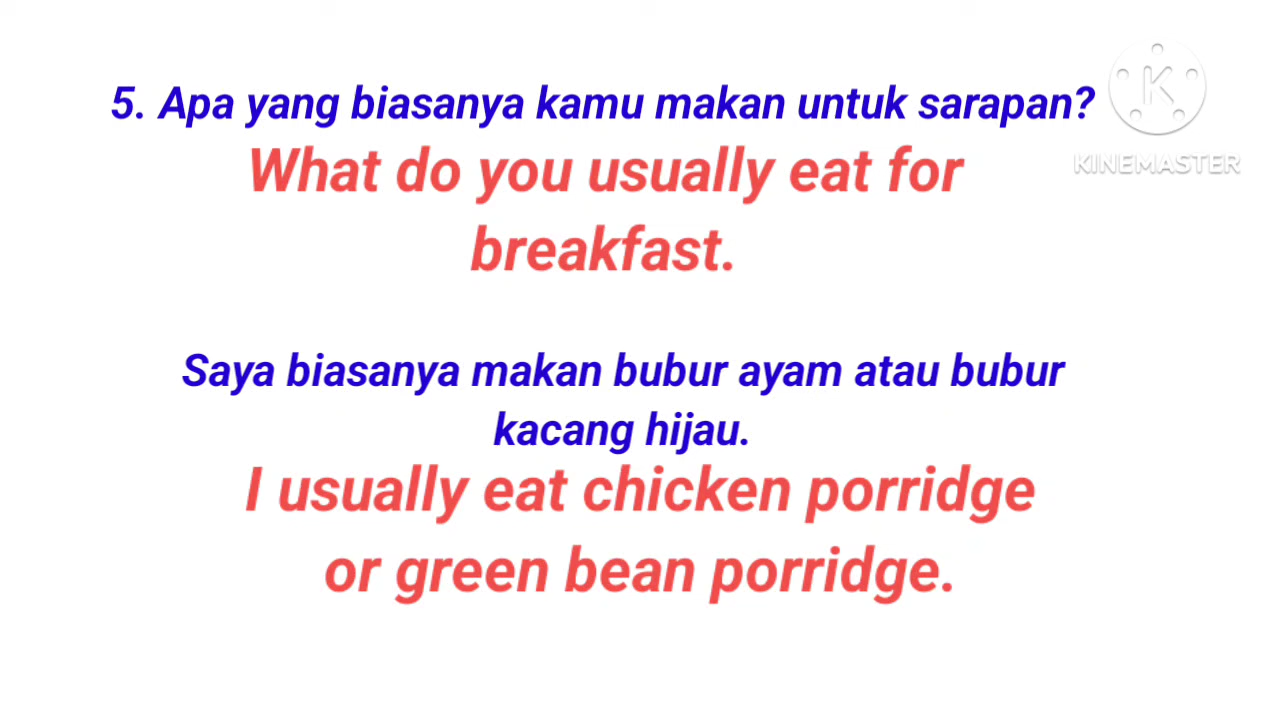 5. Apa yang biasanya kamu makan untuk sarapan?
What do you usually eat for
breakfast.
Saya biasanya makan bubur ayam atau bubur
kacang hijau.
I usually eat chicken porridge
or green bean porridge.
K
KINEMASTER